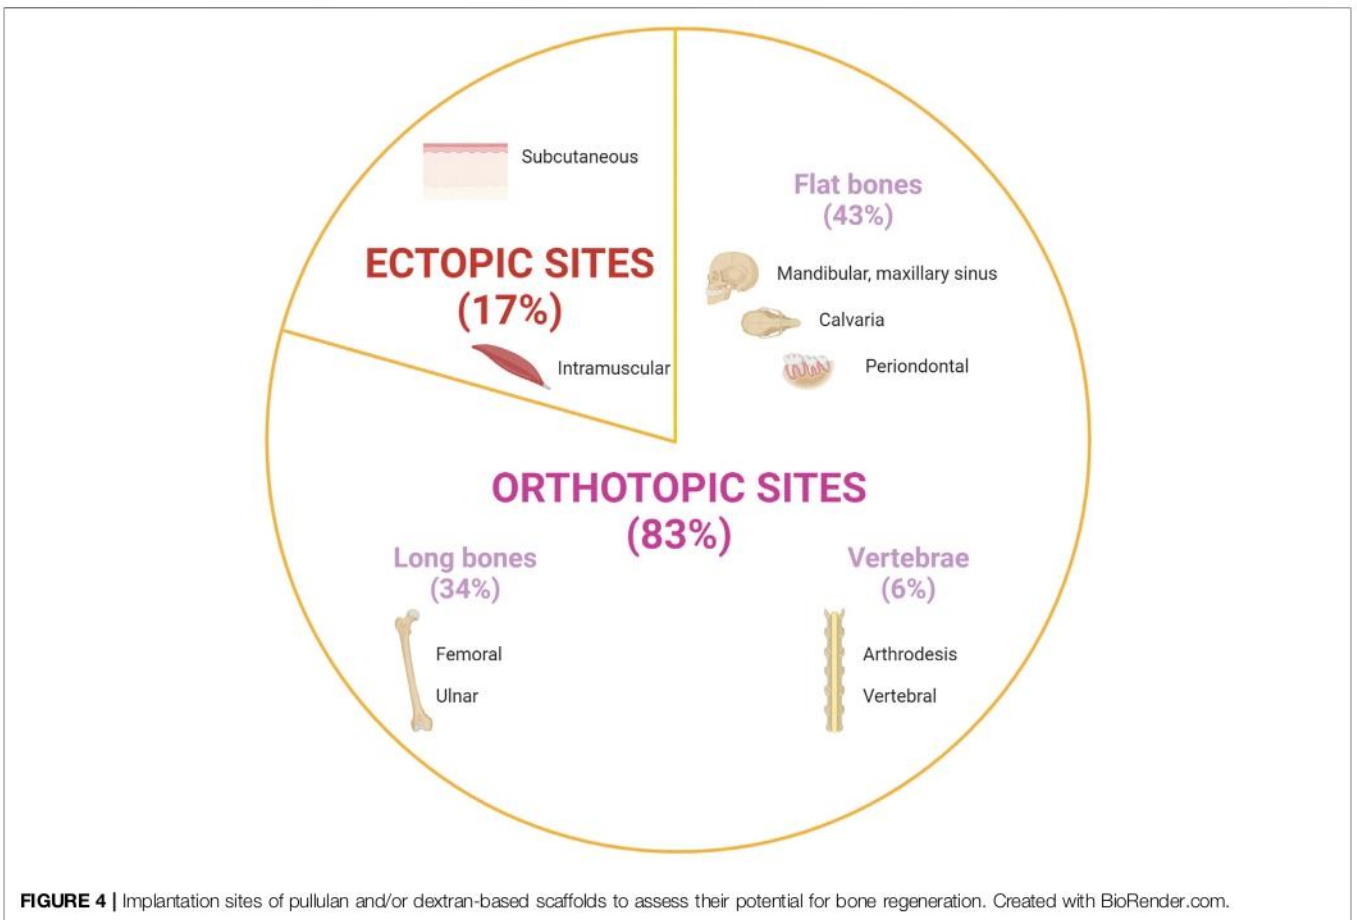 Subcutaneous
ECTOPIC SITES
(17%)
Intramuscular
Flat bones
(43%)
Mandibular, maxillary sinus
Calvaria
Periondontal
ORTHOTOPIC SITES
(83%)
Long bones
(34%)
Femoral
Ulnar
Vertebrae
(6%)
Arthrodesis
Vertebral
FIGURE 4 | Implantation sites of pullulan and/or dextran-based scaffolds to assess their potential for bone regeneration. Created with BioRender.com.